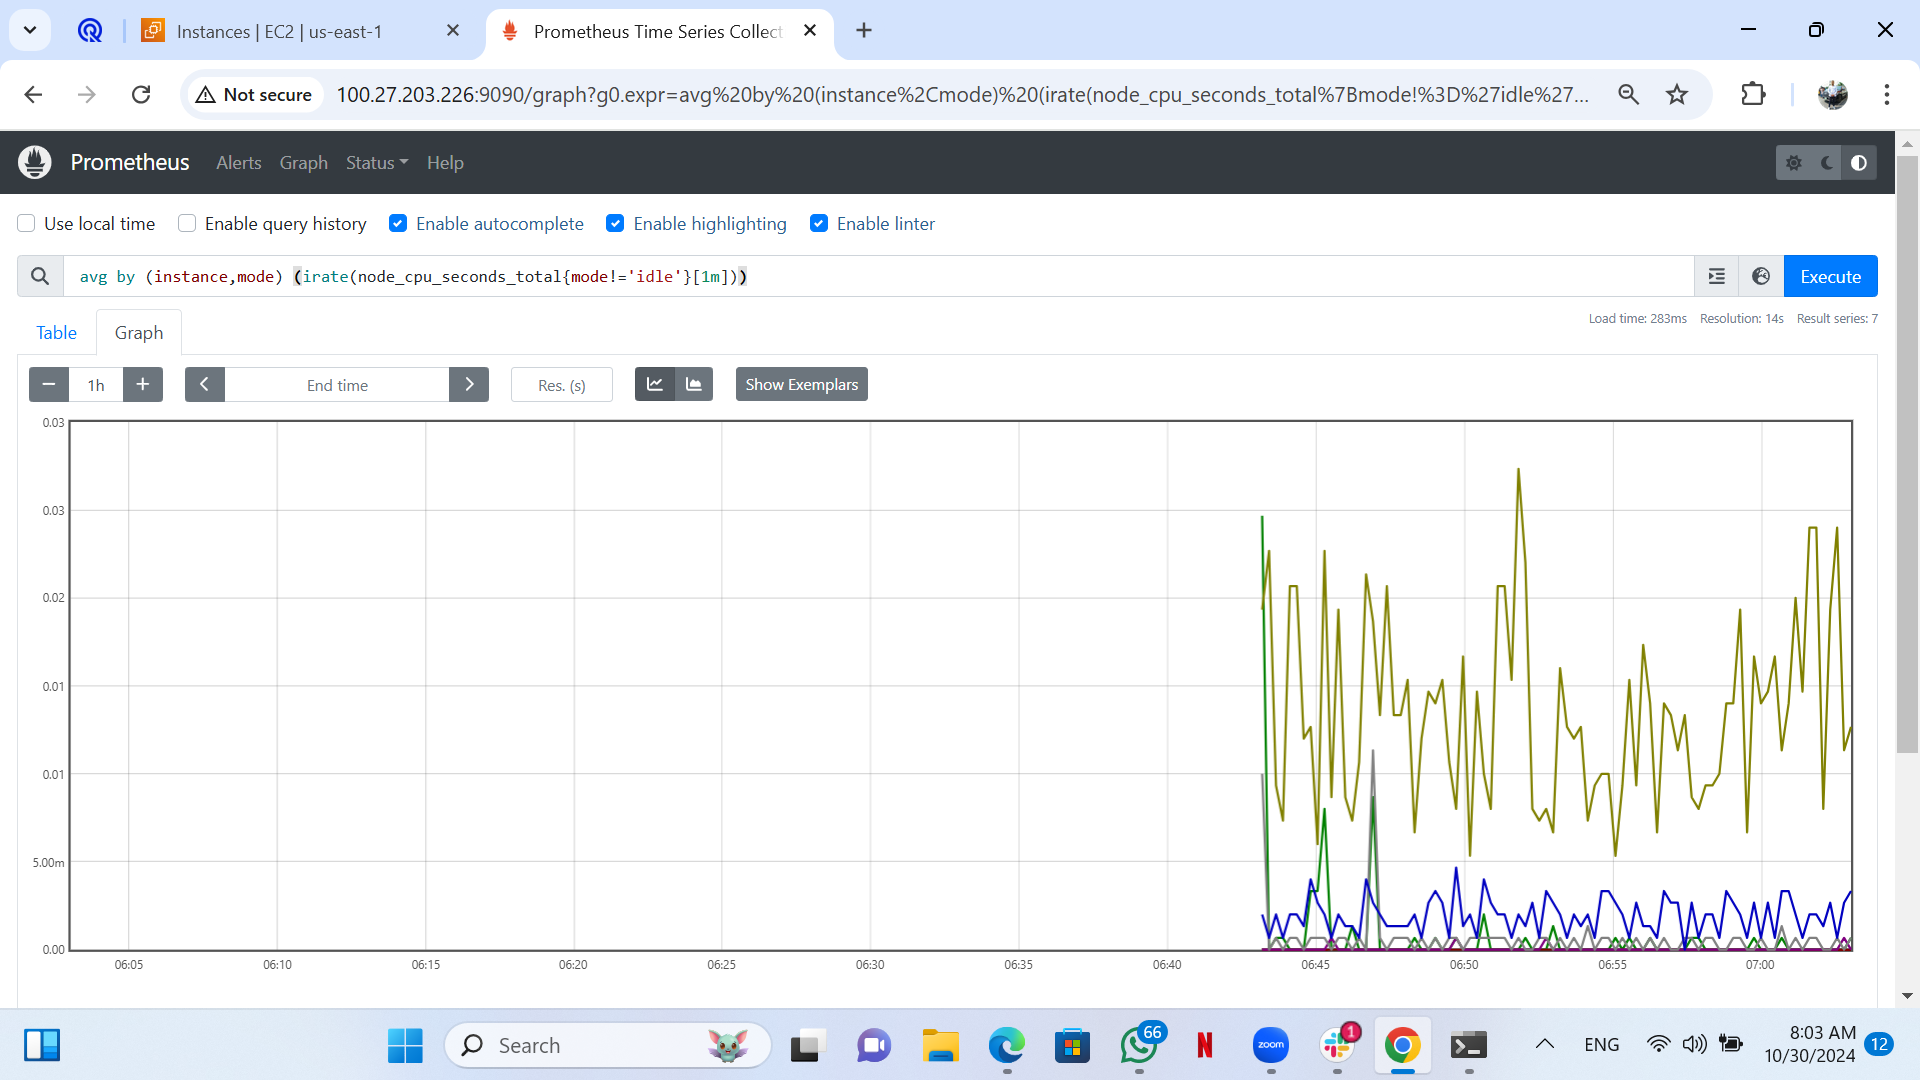 Instances | EC2 | us-east-1
Prometheus Time Series Collect
Not secure
100.27.203.226:9090/graph?g0.expr=avg%20by%20(instance%2Cmode)%20(irate(node_cpu_seconds_total%7Bmode!%3D%27idle%27...
Prometheus Alerts Graph Status Help
Use local time Enable query history Enable autocomplete Enable highlighting Enable linter
avg by (instance,mode) (irate(node_cpu_seconds_total{mode!='idle'}[1m]))
Execute
Table Graph
Load time: 283ms Resolution: 14s Result series: 7
1h End time Res. (s) Show Exemplars
0.03
0.03
0.02
0.01
0.01
5.00m
0.00
06:05 06:10 06:15 06:20 06:25 06:30 06:35 06:40 06:45 06:50 06:55 07:00
Search
zoom
66
N
1
ENG
8:03 AM
10/30/2024
12